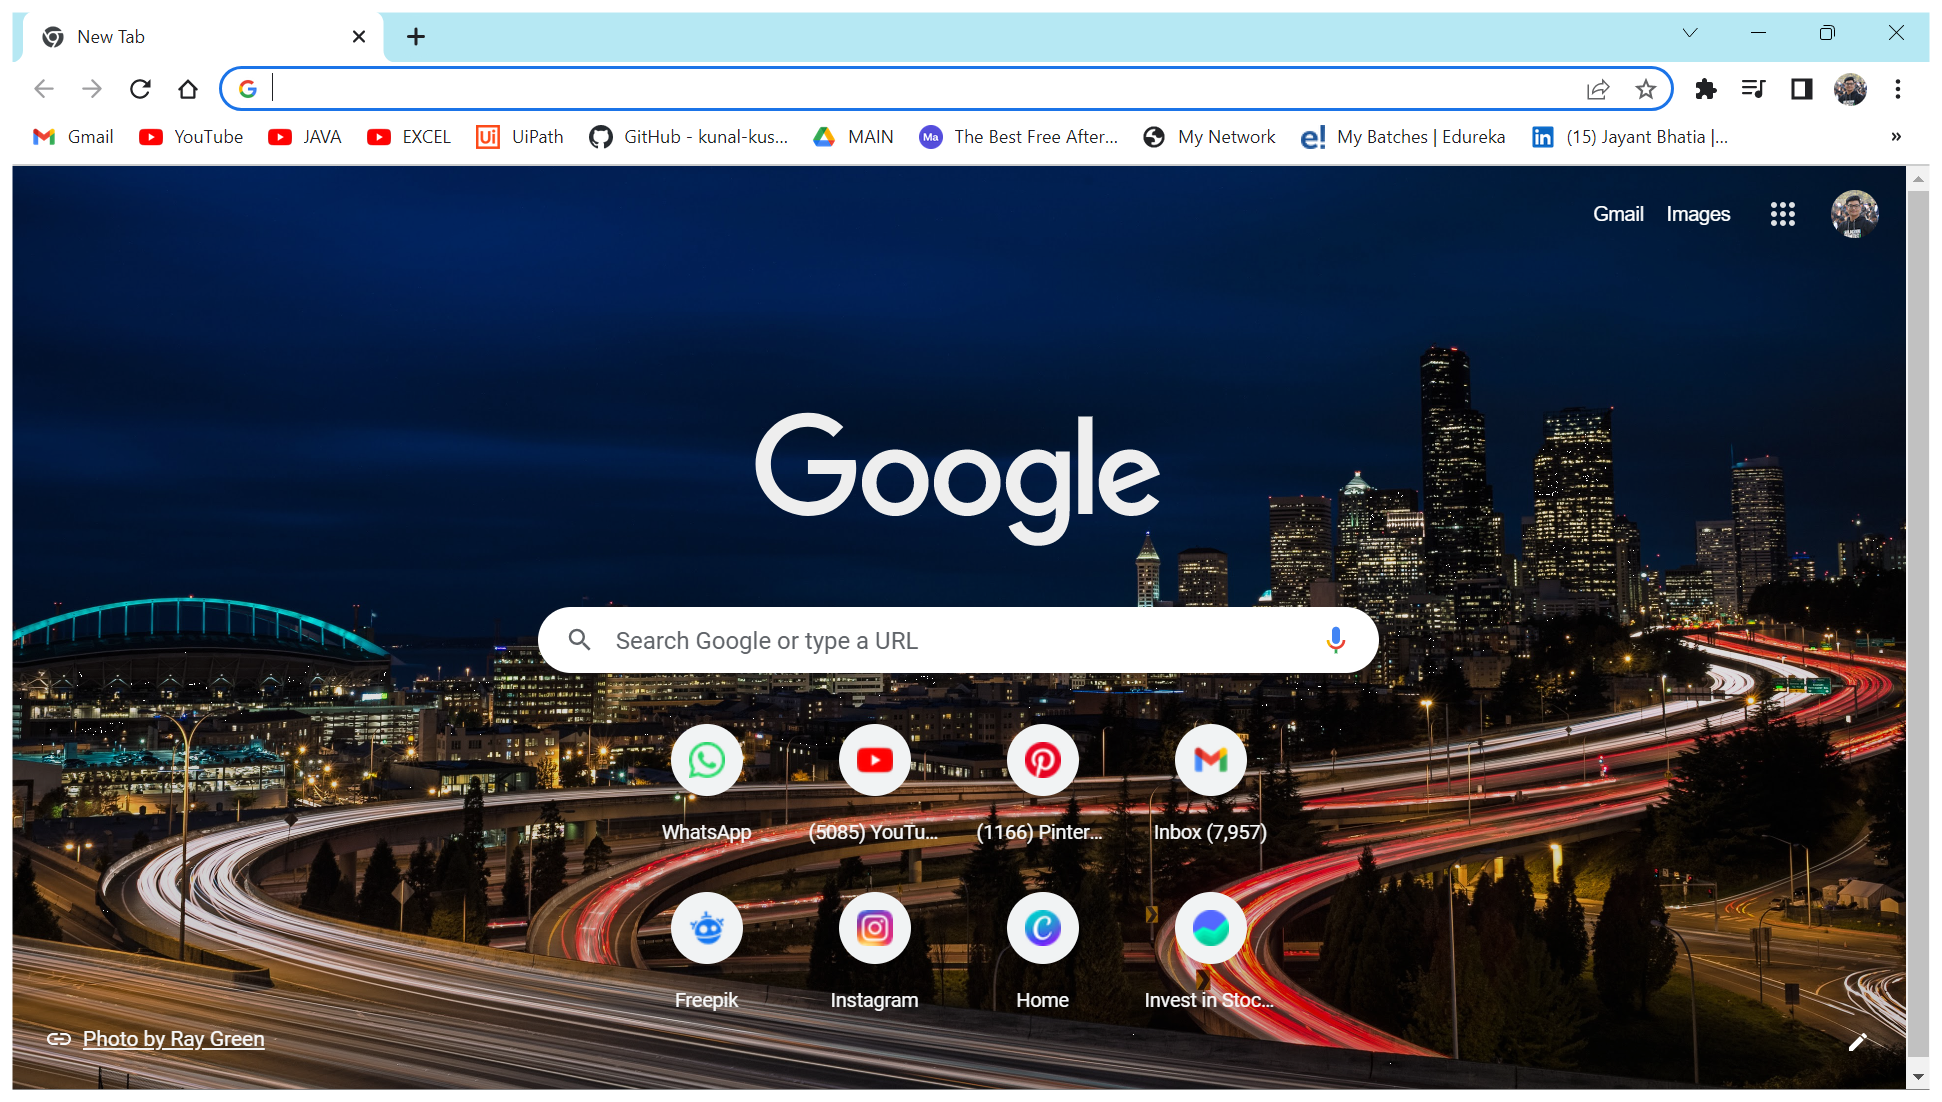 New Tab
Gmail YouTube JAVA EXCEL UiPath GitHub - kunal-kus... MAIN The Best Free After... My Network My Batches | Edureka (15) Jayant Bhatia |...
Gmail Images
Google
Search Google or type a URL
WhatsApp (5085) YouTu... (1166) Pinter... Inbox (7,957)
Freepik Instagram Home Invest in Stoc...
Photo by Ray Green